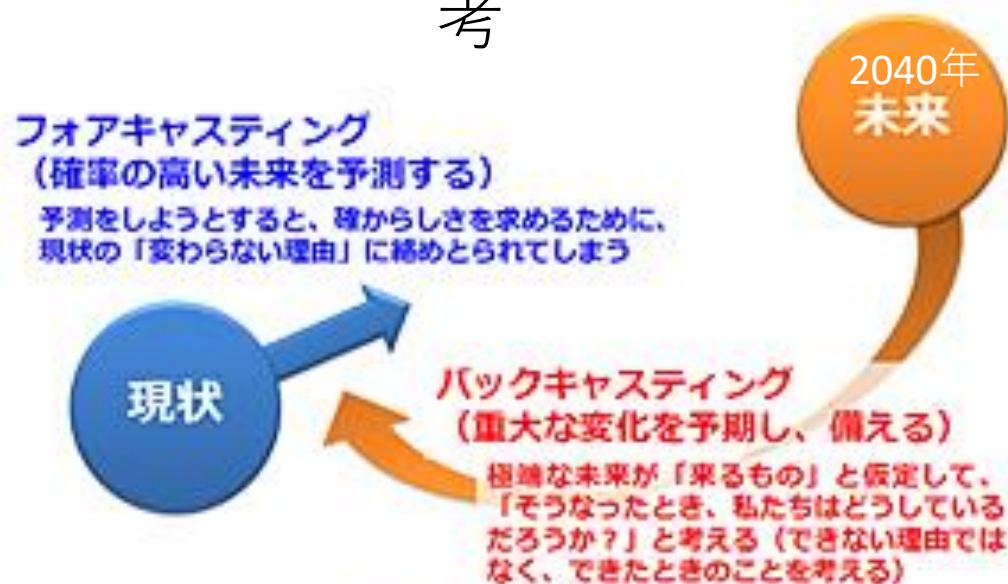 考
2040年
未来
フォアキャスティング
（確率の高い未来を予測する）
予測をしようとすると、確からしさを求めるために、
現状の「変わらない理由」に絡めとられてしまう
現状
バックキャスティング
（重大な変化を予期し、備える）
極端な未来が「来るもの」と仮定して、
「そうなったとき、私たちはどうしている
だろうか？」と考える（できない理由では
なく、できたときのことを考える）